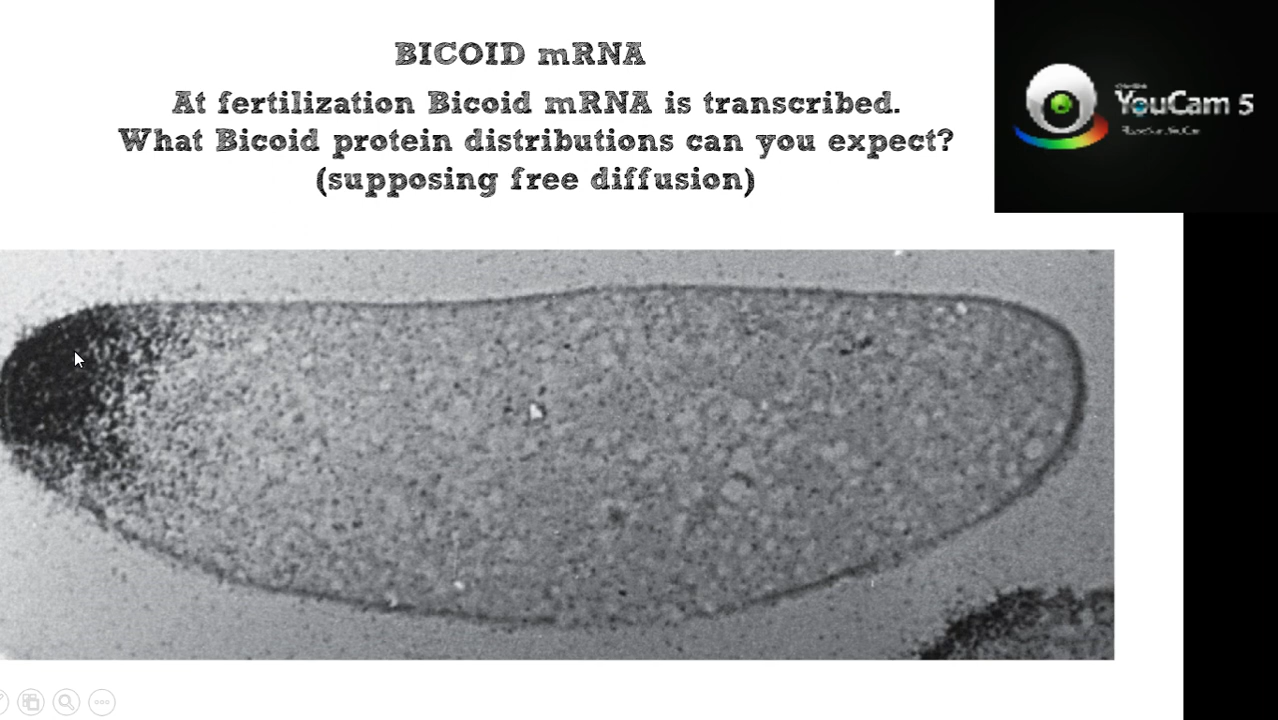 BICOID mRNA
At fertilization Bicoid mRNA is transcribed.
What Bicoid protein distributions can you expect?
(supposing free diffusion)
YouCam 5